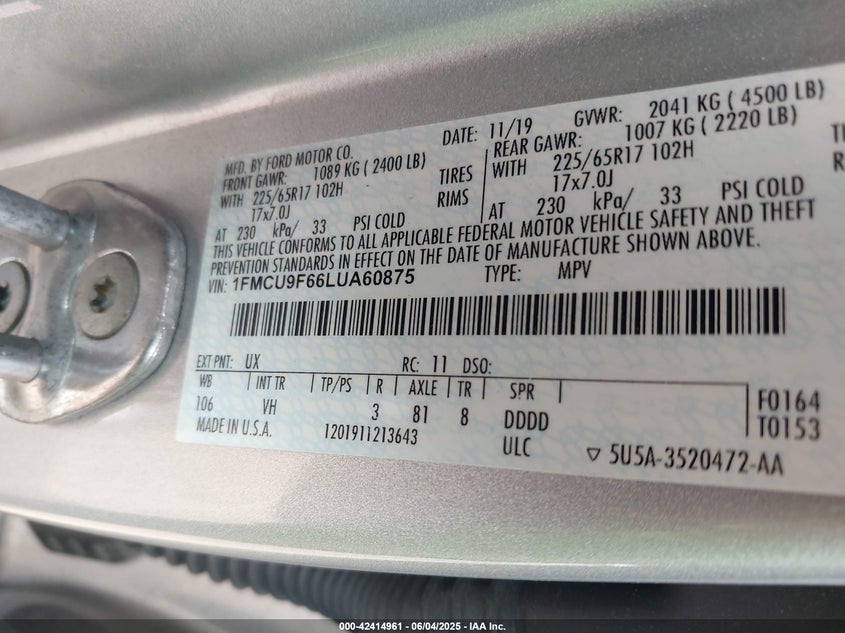 MFD. BY FORD MOTOR CO.
DATE: 11/19 GVWR: 2041 KG ( 4500 LB)
FRONT GAWR: 1089 KG ( 2400 LB)
REAR GAWR: 1007 KG ( 2220 LB)
WITH 225/65R17 102H TIRES
WITH 225/65R17 102H
17x7.0J RIMS
17x7.0J
AT 230 kPa/ 33 PSI COLD
AT 230 kPa/ 33 PSI COLD
THIS VEHICLE CONFORMS TO ALL APPLICABLE FEDERAL MOTOR VEHICLE SAFETY AND THEFT
PREVENTION STANDARDS IN EFFECT ON THE DATE OF MANUFACTURE SHOWN ABOVE.
VIN: 1FMCU9F66LUA60875 TYPE: MPV
EXT PNT: UX RC: 11 DSO:
WB INT TR TP/PS R AXLE TR SPR
106 VH 3 81 8 DDDD
F0164
MADE IN U.S.A. 1201911213643 ULC
T0153
▽ 5U5A-3520472-AA
000-42414961 | 06/04/2025 - IAA Inc.